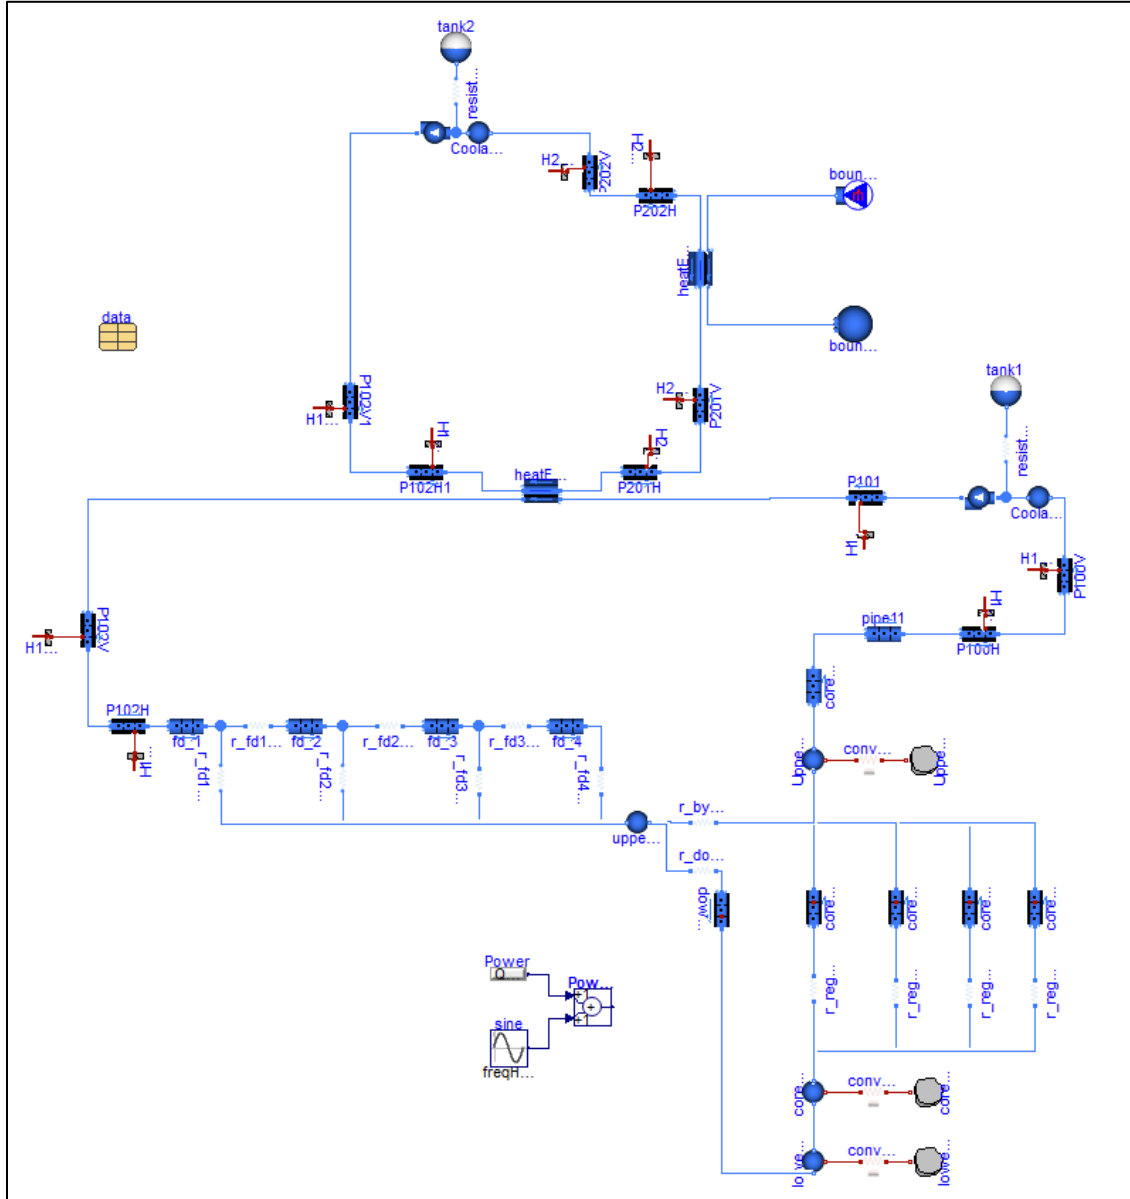 tank2
resist...
Coola...
H2...
P202V
H2...
P202H
boun...
heatE...
boun...
data
P102V1
H1...
H1...
P102H1
heatE...
H2...
P201H
H2
P201V
tank1
resist...
P101
H1...
Coola...
H1
P100V
H1...
P100H
pipe11
core...
P102V
H1...
P102H
H1...
fd_1
r_fd1...
fd_2
r_fd2...
fd_3
r_fd3...
fd_4
r_fd1...
r_fd2...
r_fd3...
r_fd4...
Uppe...
conv...
Uppe...
uppe...
r_by...
r_do...
dow...
core...
core...
core...
core...
r_reg...
r_reg...
r_reg...
r_reg...
Power
Q
Pow...
+1
+
+1
sine
freqH...
core...
conv...
core...
lowe...
conv...
lowe...